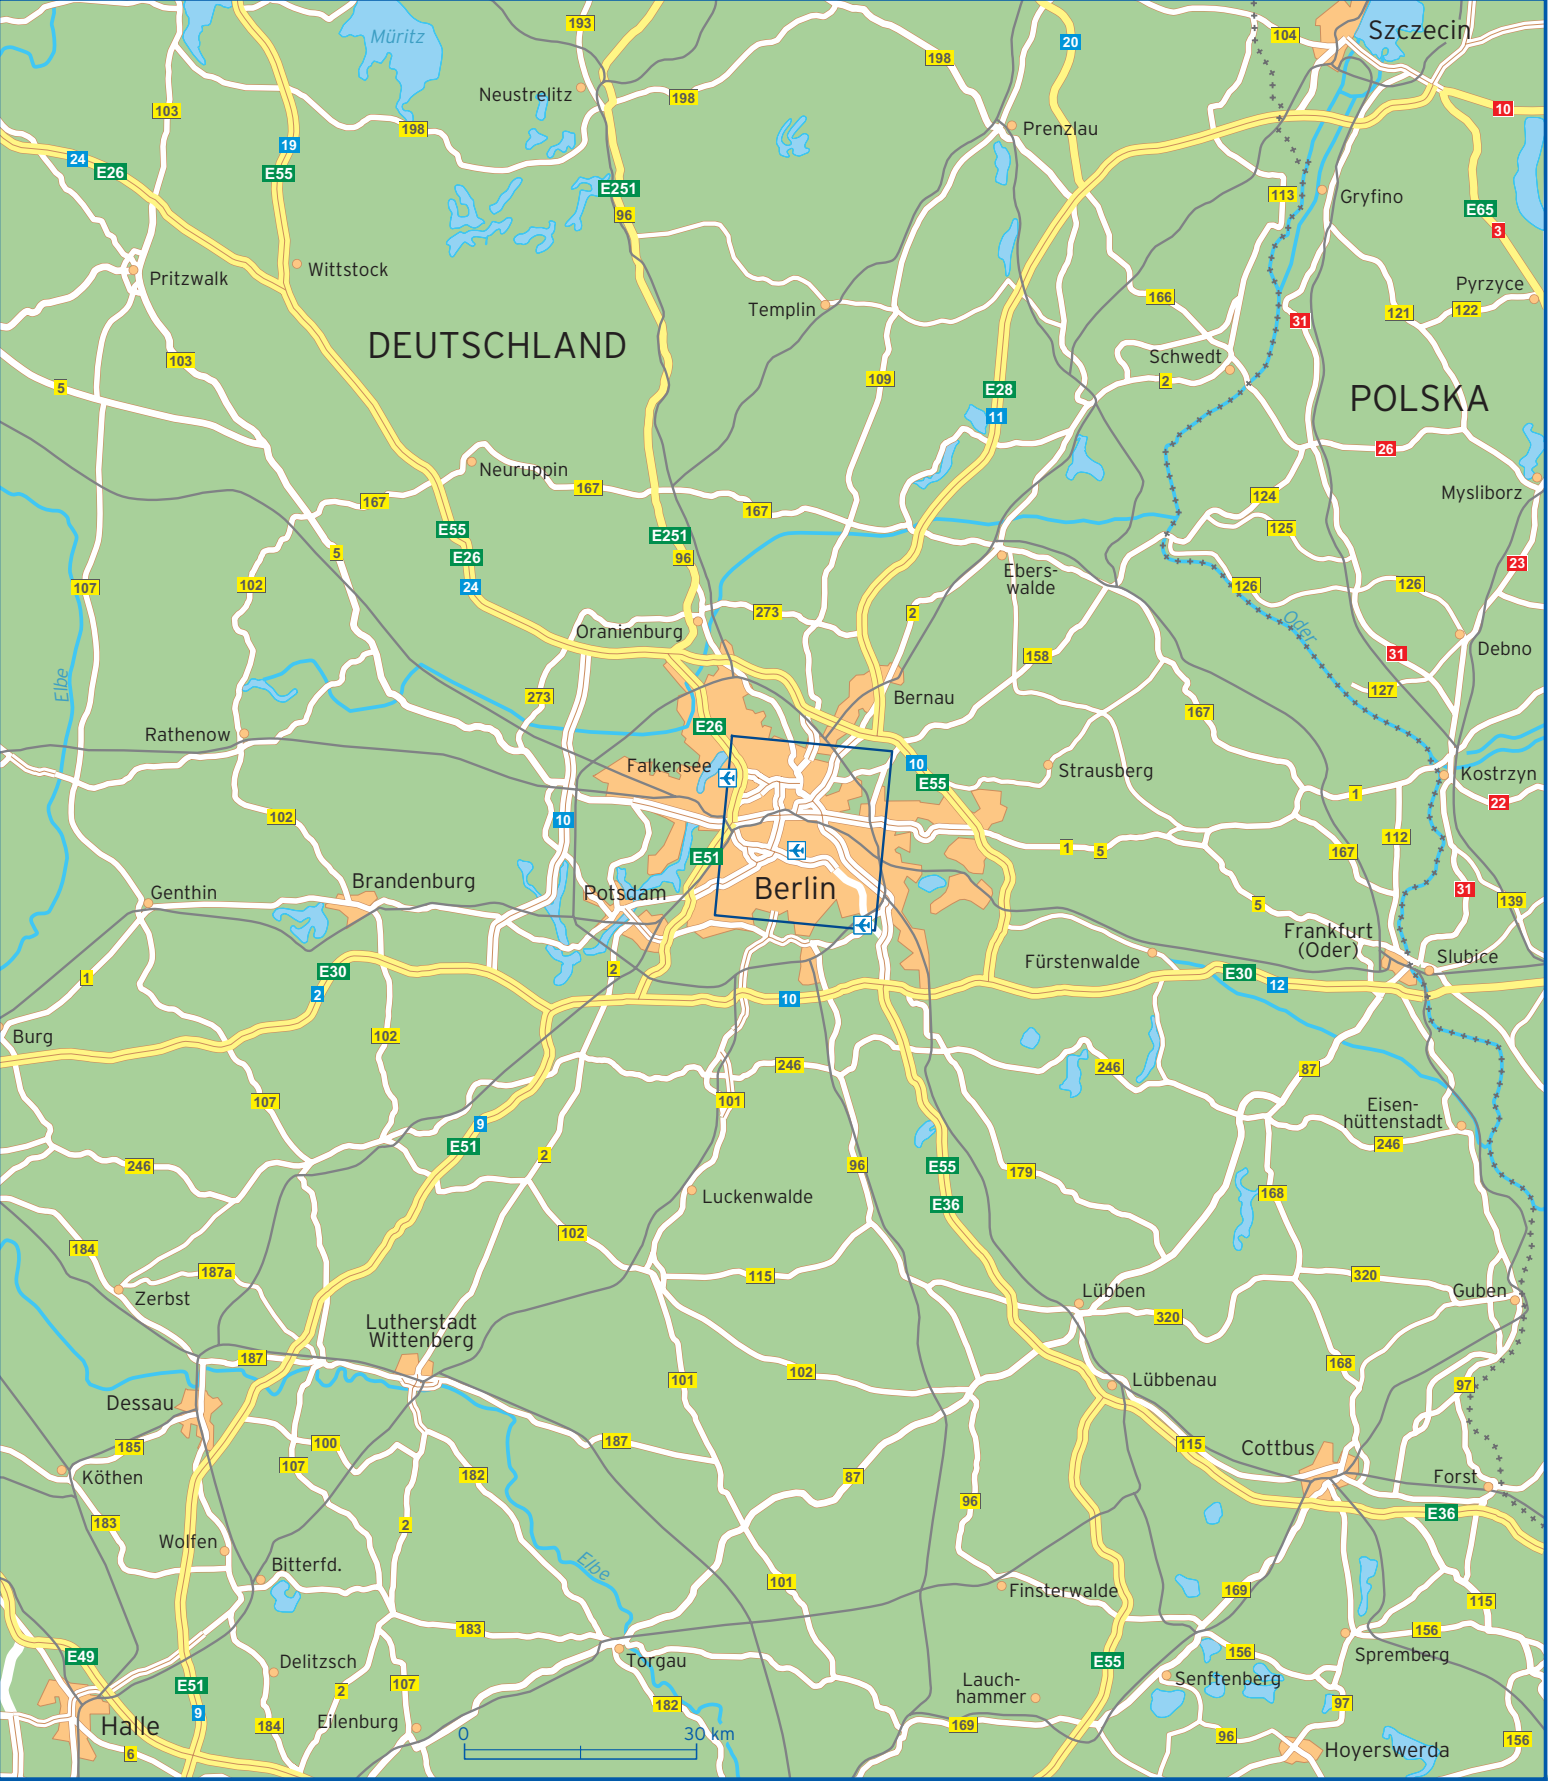 193
Müritz
20
104
Szczecin
198
Neustrelitz
198
103
198
10
Prenzlau
19
24
E26
E55
E251
96
113
Gryfino
E65
3
Wittstock
Pritzwalk
Pyrzyce
166
Templin
121
122
31
DEUTSCHLAND
Schwedt
103
5
109
2
E28
11
POLSKA
26
Neuruppin
167
167
124
Mysliborz
167
125
E55
E251
5
E26
96
Ebers-
walde
23
24
107
102
126
126
273
2
Oder
Oranienburg
Debno
158
31
Elbe
273
Bernau
127
167
E26
Rathenow
Falkensee
10
Strausberg
E55
Kostrzyn
1
22
102
10
112
1
5
167
E51
Brandenburg
Genthin
Potsdam
Berlin
31
139
5
Frankfurt
(Oder)
Fürstenwalde
Slubice
E30
2
E30
1
2
12
10
Burg
102
246
246
87
107
101
Eisen-
hüttenstadt
9
E51
246
2
246
96
E55
179
Luckenwalde
168
E36
102
184
187a
115
320
Zerbst
Lübben
Guben
320
Lutherstadt
Wittenberg
187
168
102
101
Lübbenau
97
Dessau
185
100
187
115
Cottbus
107
182
87
Köthen
Forst
96
E36
183
2
Wolfen
Bitterfd.
Elbe
101
Finsterwalde
169
115
183
156
156
E49
Delitzsch
Torgau
E55
Spremberg
Lauch-
hammer
Senftenberg
E51
107
2
9
182
97
Halle
184
Eilenburg
0
30 km
169
96
156
6
Hoyerswerda